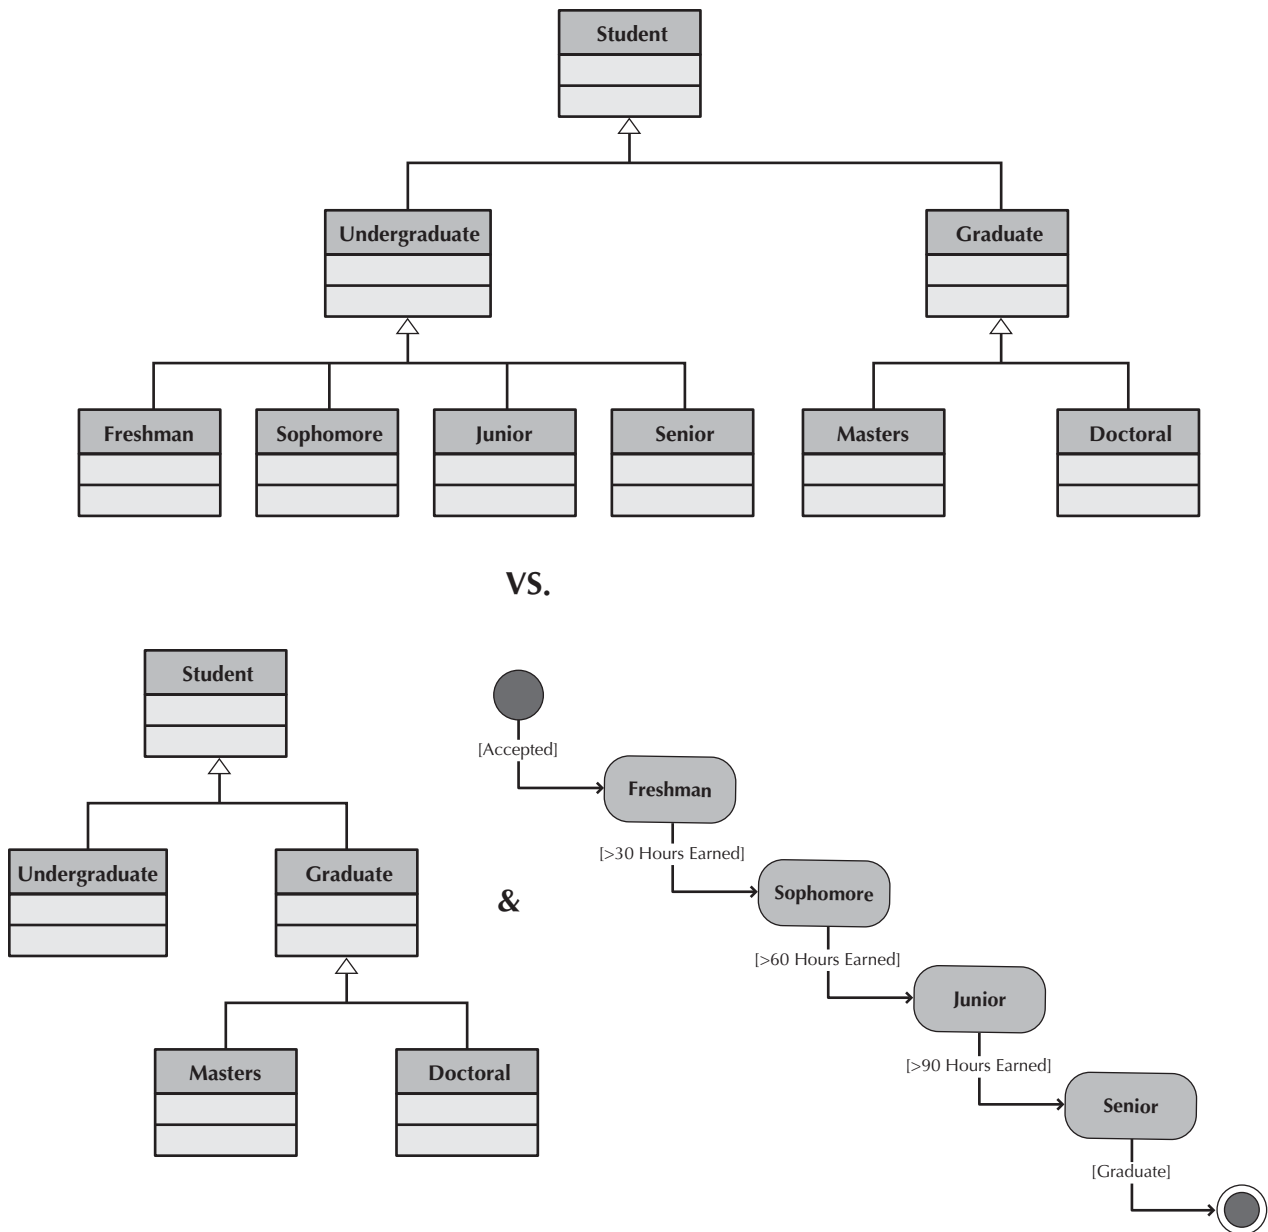 Student
Undergraduate
Graduate
Freshman
Sophomore
Junior
Senior
Masters
Doctoral
VS.
Student
Undergraduate
Graduate
Masters
Doctoral
&
[Accepted]
Freshman
[>30 Hours Earned]
Sophomore
[>60 Hours Earned]
Junior
[>90 Hours Earned]
Senior
[Graduate]